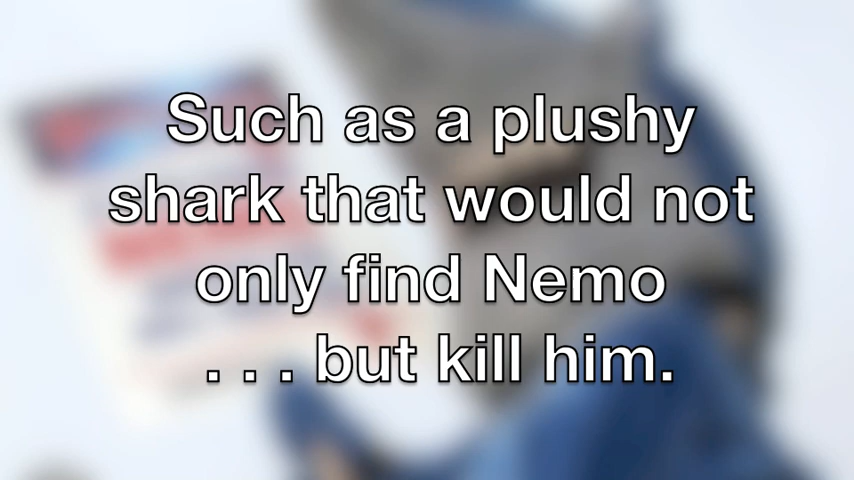 Such as a plushy
shark that would not
only find Nemo
. . . but kill him.